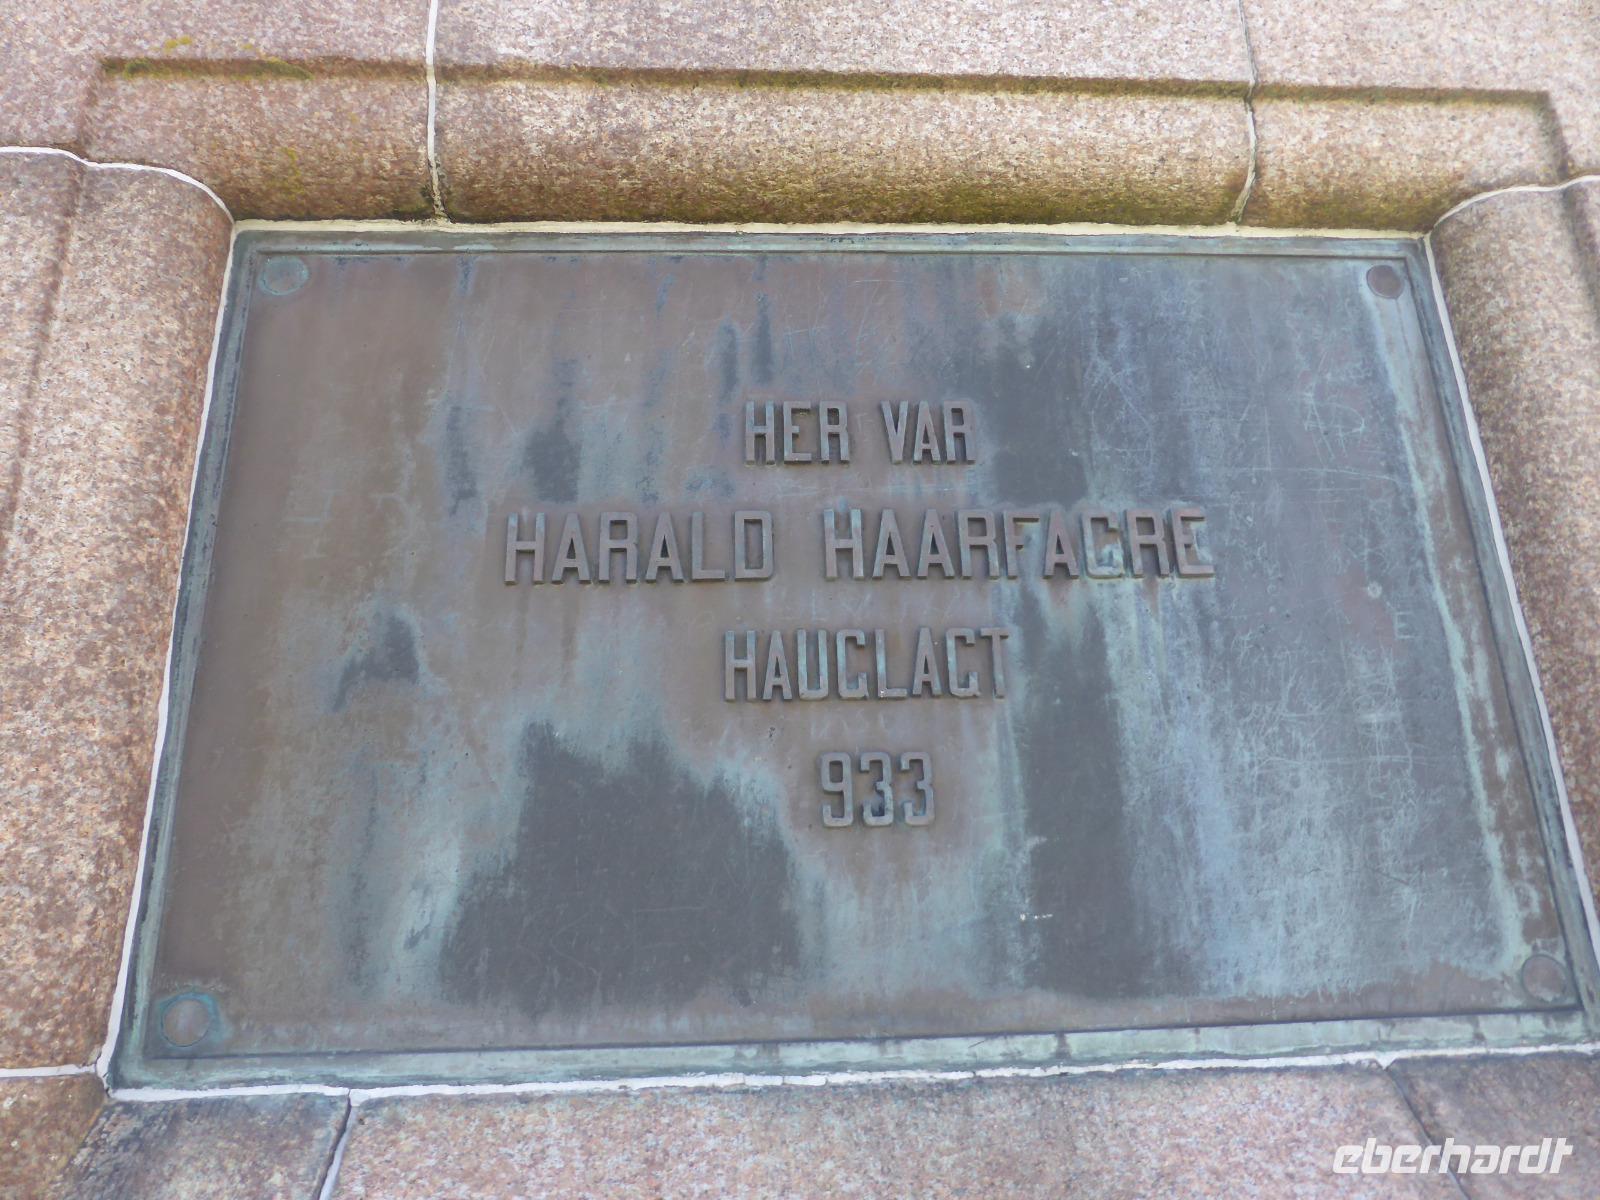 HER VAR
HARALD HAARFAGRE
HAUGLAGT
933
eberhardt